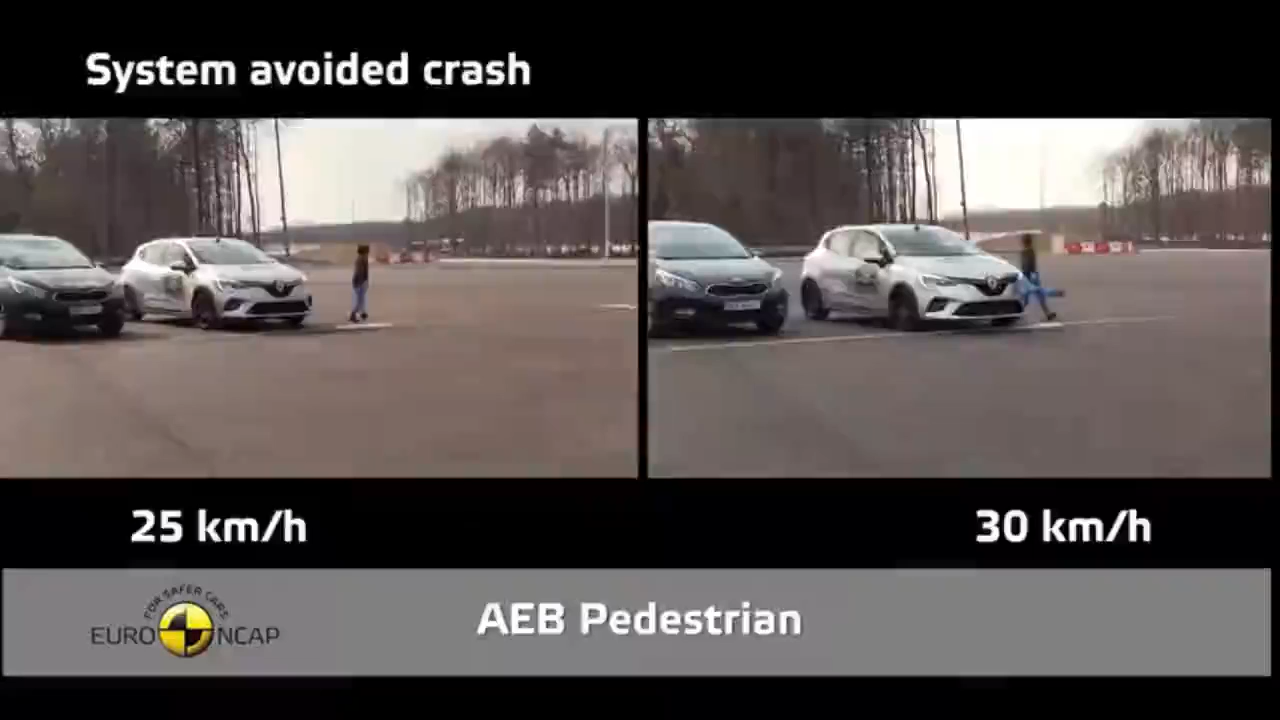 System avoided crash
25 km/h
30 km/h
FOR SAFER CARS
EURO NCAP
AEB Pedestrian